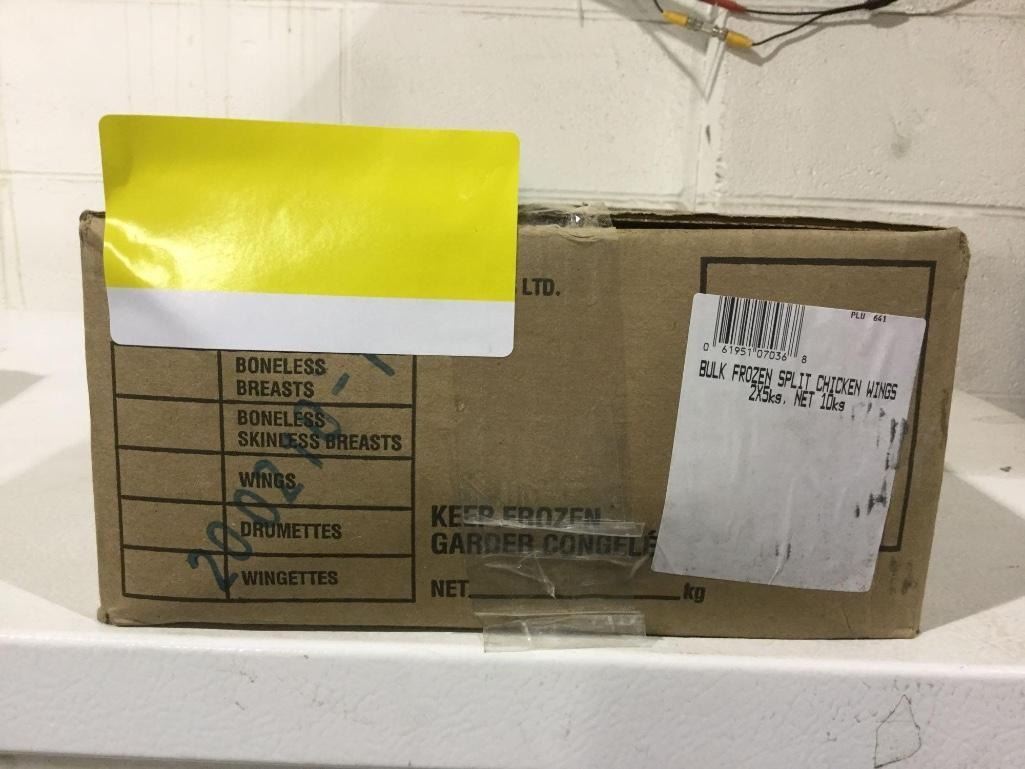 LTD.
BONELESS
BREASTS
BONELESS
SKINLESS BREASTS
WINGS
DRUMETTES
WINGETTES
KEEP FROZEN
GARDER CONGELÉ
NET kg
PLU 641
0 61951 07036 8
BULK FROZEN SPLIT CHICKEN WINGS
2X5kg, NET 10kg